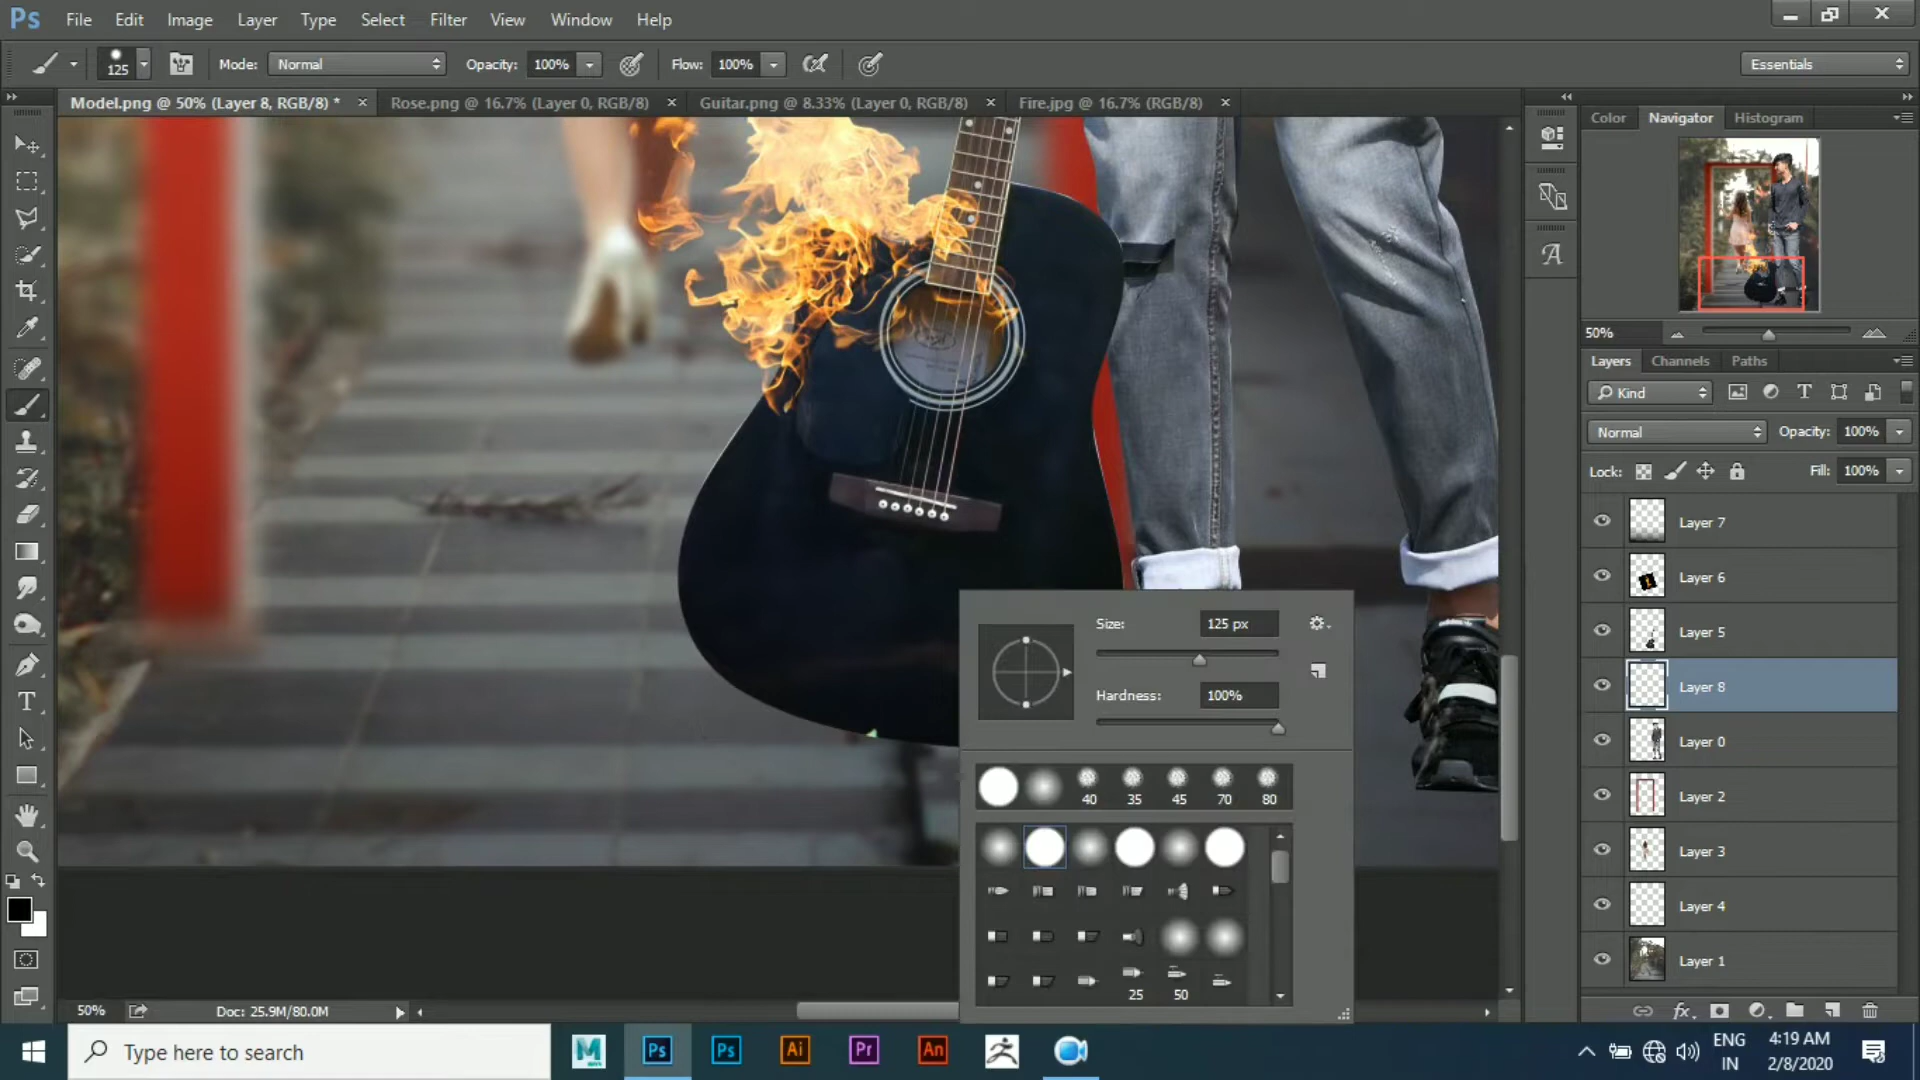 Ps File Edit Image Layer Type Select Filter View Window Help
125 Mode: Normal Opacity: 100% Flow: 100% Essentials
Model.png @ 50% (Layer 8, RGB/8) * × Rose.png @ 16.7% (Layer 0, RGB/8) × Guitar.png @ 8.33% (Layer 0, RGB/8) × Fire.jpg @ 16.7% (RGB/8) ×
Color Navigator Histogram
50%
Layers Channels Paths
Kind
Normal Opacity: 100%
Lock: Fill: 100%
Layer 7
Layer 6
Layer 5
Layer 8
Layer 0
Layer 2
Layer 3
Layer 4
Layer 1
Size: 125 px
Hardness: 100%
40 35 45 70 80
25 50
50% Doc: 25.9M/80.0M
Type here to search
M Ps Ps Ai Pr An
ENG 4:19 AM
IN 2/8/2020